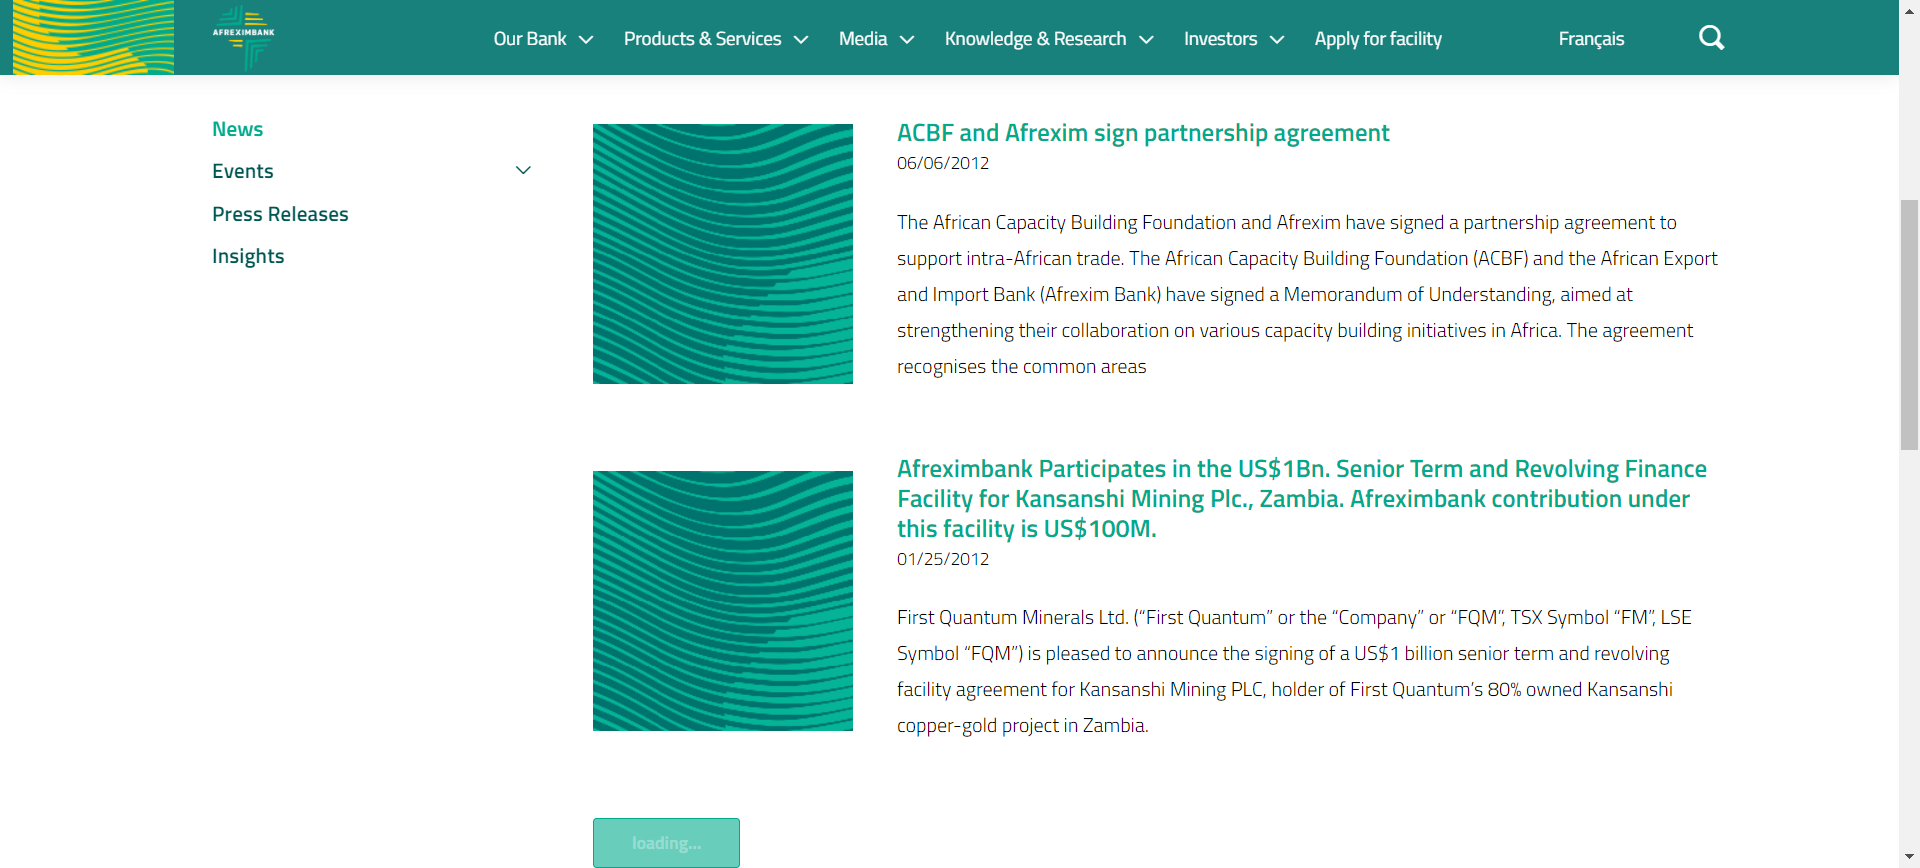 AFREXIMBANK
Our Bank
Products & Services
Media
Knowledge & Research
Investors
Apply for facility
Français
News
Events
Press Releases
Insights
ACBF and Afrexim sign partnership agreement
06/06/2012
The African Capacity Building Foundation and Afrexim have signed a partnership agreement to
support intra-African trade. The African Capacity Building Foundation (ACBF) and the African Export
and Import Bank (Afrexim Bank) have signed a Memorandum of Understanding, aimed at
strengthening their collaboration on various capacity building initiatives in Africa. The agreement
recognises the common areas
Afreximbank Participates in the US$1Bn. Senior Term and Revolving Finance
Facility for Kansanshi Mining Plc., Zambia. Afreximbank contribution under
this facility is US$100M.
01/25/2012
First Quantum Minerals Ltd. (“First Quantum” or the “Company” or “FQM”, TSX Symbol “FM”, LSE
Symbol “FQM”) is pleased to announce the signing of a US$1 billion senior term and revolving
facility agreement for Kansanshi Mining PLC, holder of First Quantum’s 80% owned Kansanshi
copper-gold project in Zambia.
loading...